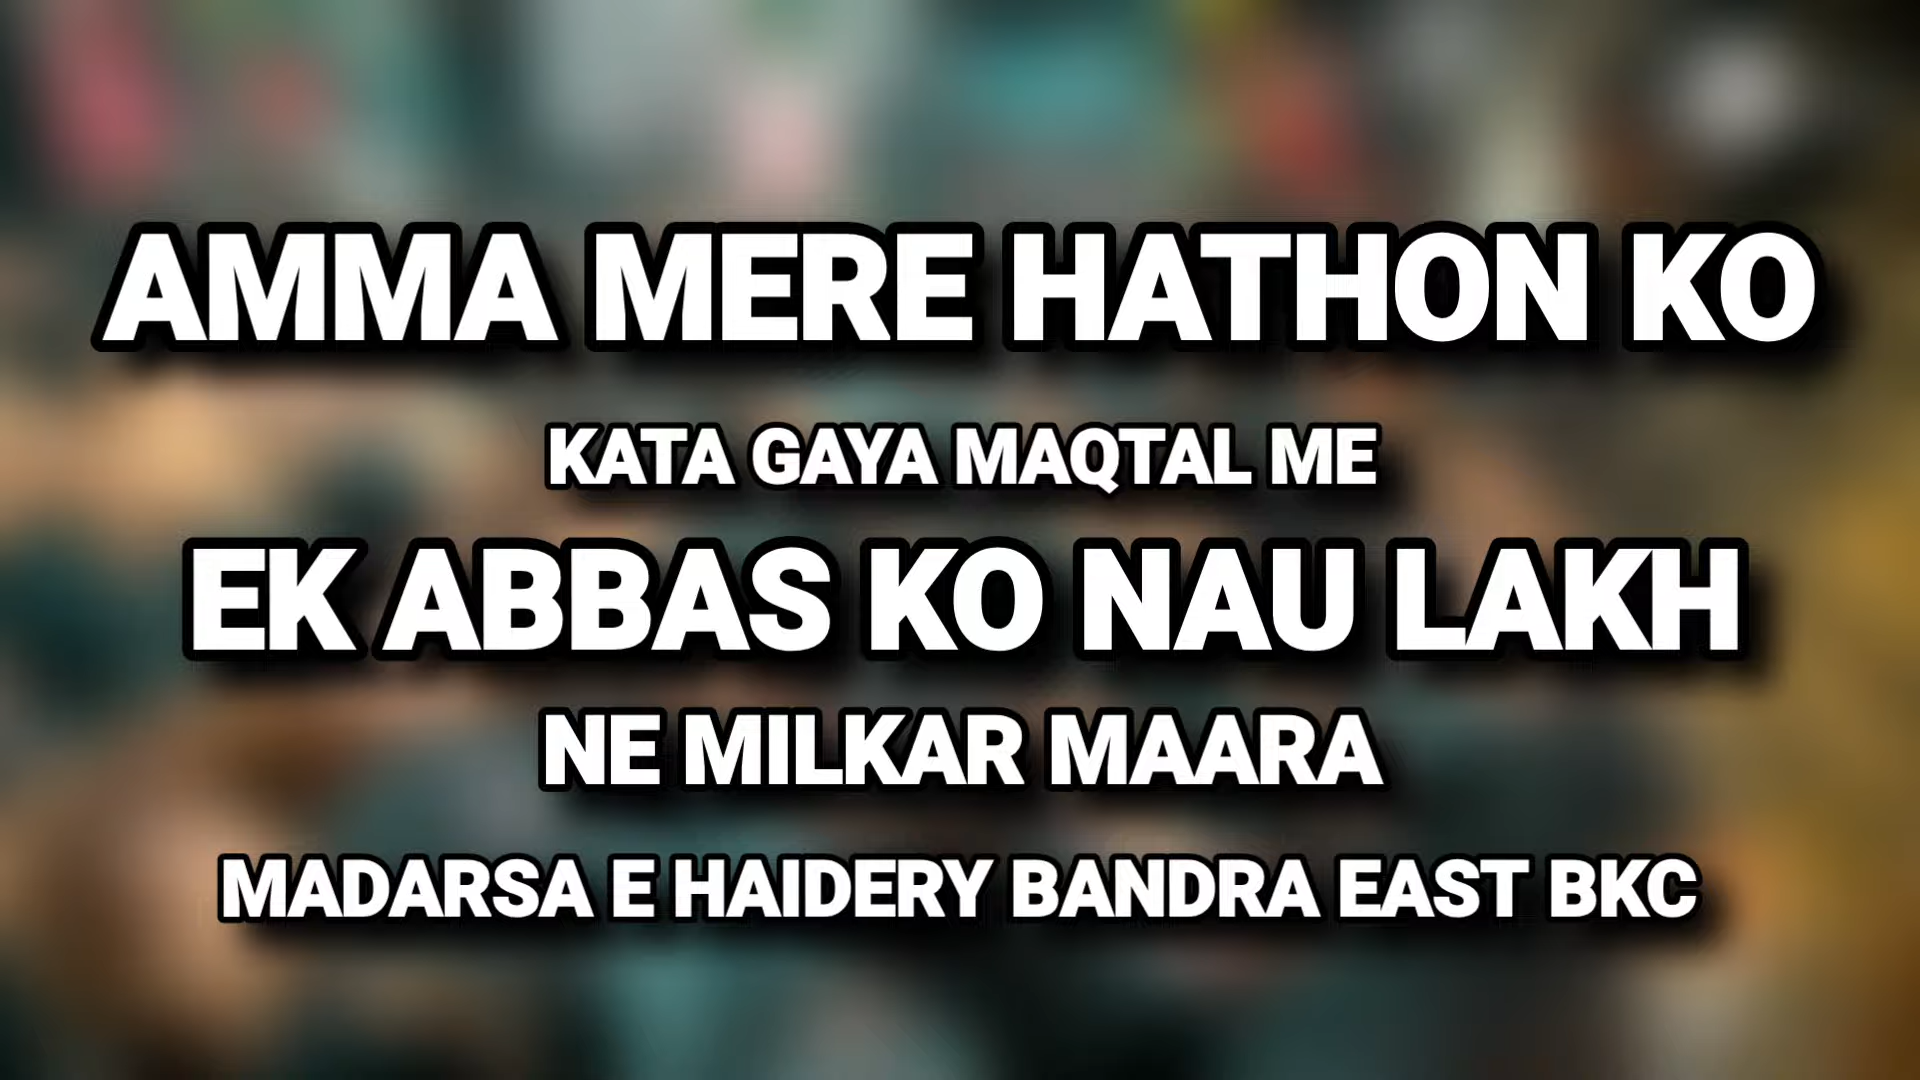 AMMA MERE HATHON KO
KATA GAYA MAQTAL ME
EK ABBAS KO NAU LAKH
NE MILKAR MAARA
MADARSA E HAIDERY BANDRA EAST BKC